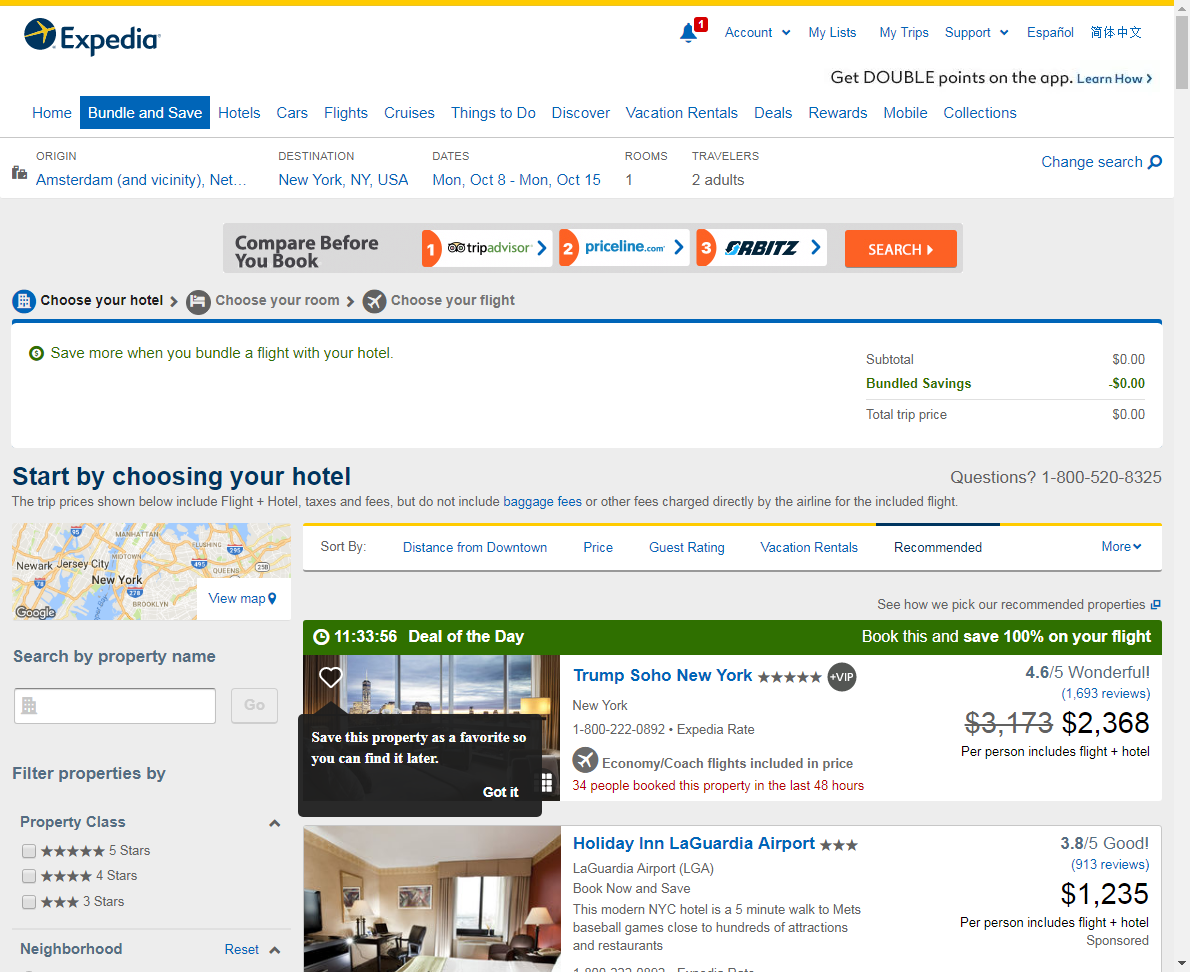 Expedia
1
Account
My Lists
My Trips
Support
Español
简体中文
Get DOUBLE points on the app. Learn How
Home
Bundle and Save
Hotels
Cars
Flights
Cruises
Things to Do
Discover
Vacation Rentals
Deals
Rewards
Mobile
Collections
ORIGIN
Amsterdam (and vicinity), Net...
DESTINATION
New York, NY, USA
DATES
Mon, Oct 8 - Mon, Oct 15
ROOMS
1
TRAVELERS
2 adults
Change search
Compare Before
You Book
1 tripadvisor
2 priceline.com
3 ORBITZ
SEARCH
Choose your hotel
Choose your room
Choose your flight
Save more when you bundle a flight with your hotel.
Subtotal $0.00
Bundled Savings -$0.00
Total trip price $0.00
Start by choosing your hotel
Questions? 1-800-520-8325
The trip prices shown below include Flight + Hotel, taxes and fees, but do not include baggage fees or other fees charged directly by the airline for the included flight.
MANHATTAN
95
FLUSHING
295
MIDTOWN
Newark
Jersey City
495
QUEENS
25B
New York
78
278
BROOKLYN
Google
View map
Sort By:
Distance from Downtown
Price
Guest Rating
Vacation Rentals
Recommended
More
See how we pick our recommended properties
Search by property name
Go
Filter properties by
Property Class
5 Stars
4 Stars
3 Stars
Neighborhood
Reset
11:33:56 Deal of the Day
Book this and save 100% on your flight
Trump Soho New York
+VIP
New York
1-800-222-0892 • Expedia Rate
Economy/Coach flights included in price
34 people booked this property in the last 48 hours
4.6/5 Wonderful!
(1,693 reviews)
$3,173 $2,368
Per person includes flight + hotel
Save this property as a favorite so
you can find it later.
Got it
Holiday Inn LaGuardia Airport
LaGuardia Airport (LGA)
Book Now and Save
This modern NYC hotel is a 5 minute walk to Mets
baseball games close to hundreds of attractions
and restaurants
1-800-222-0892 • Expedia Rate
3.8/5 Good!
(913 reviews)
$1,235
Per person includes flight + hotel
Sponsored